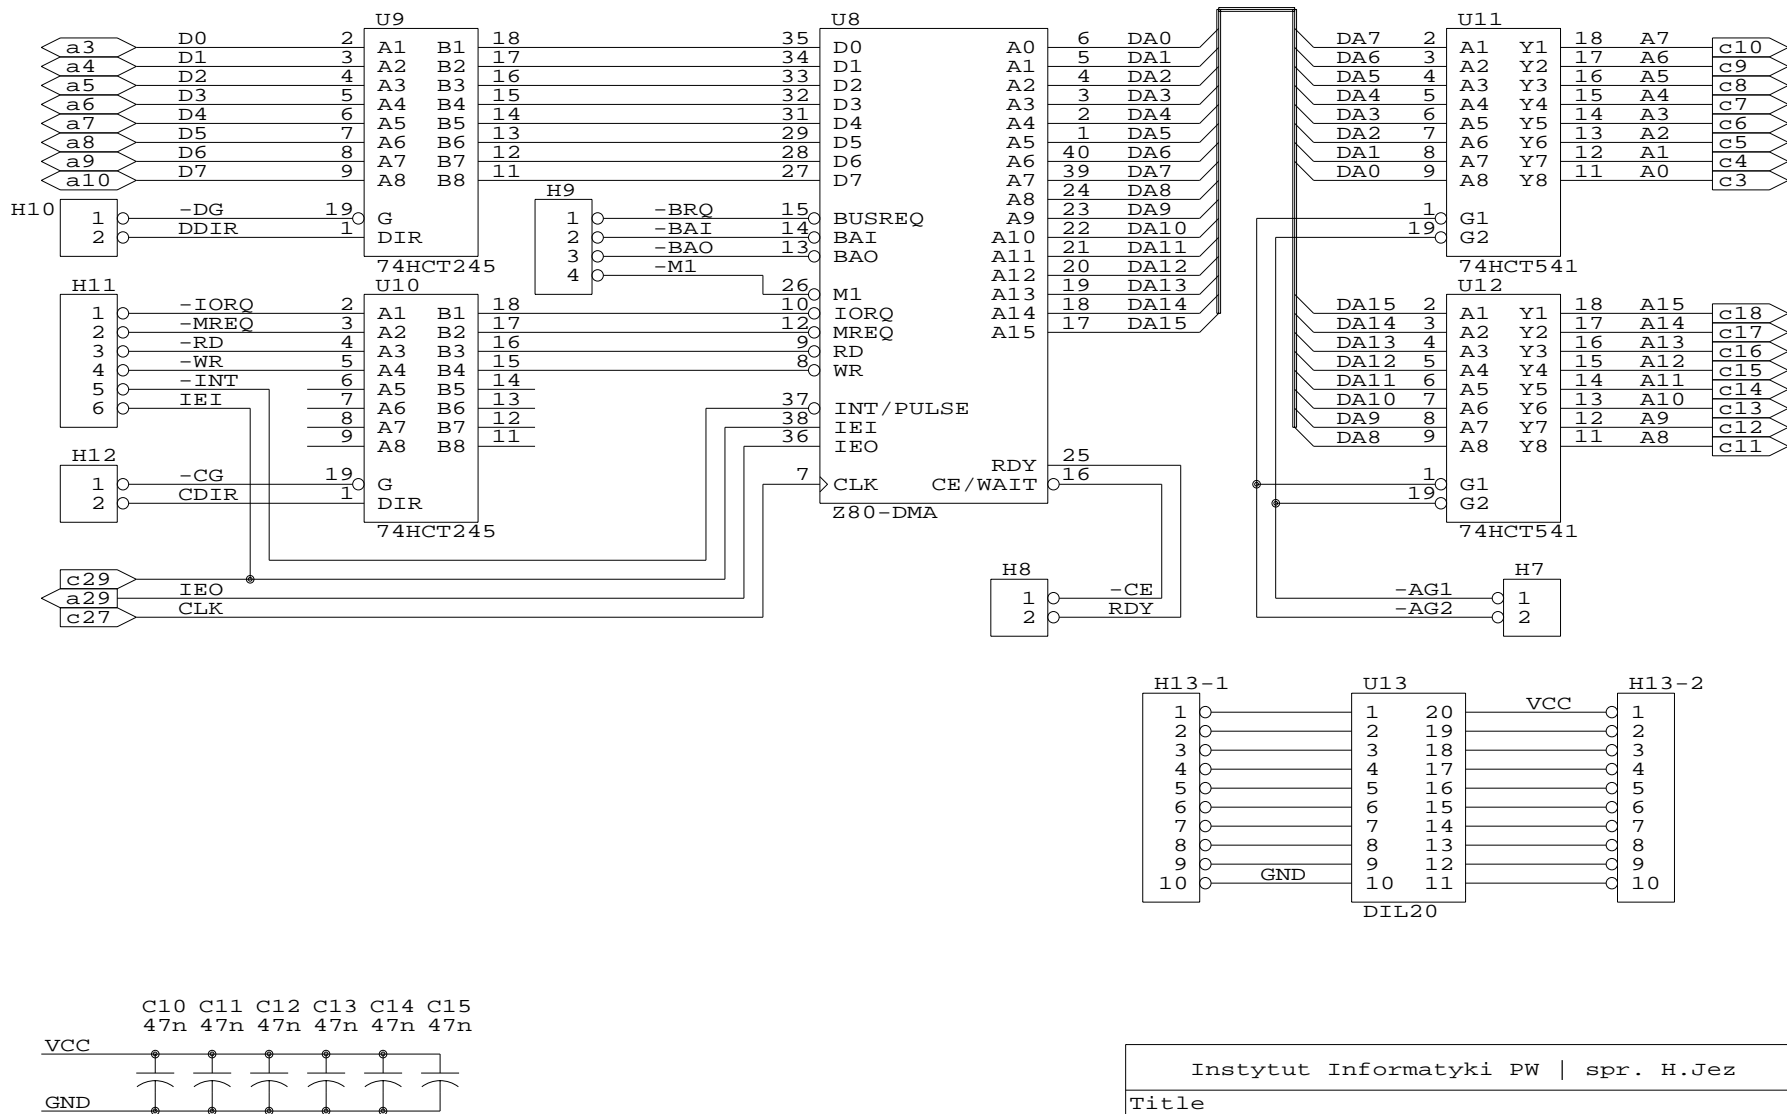 U9 U8 U11
a3 D0 2 A1 B1 18 35 D0 A0 6 DA0 DA7 2 A1 Y1 18 A7 c10
a4 D1 3 A2 B2 17 34 D1 A1 5 DA1 DA6 3 A2 Y2 17 A6 c9
a5 D2 4 A3 B3 16 33 D2 A2 4 DA2 DA5 4 A3 Y3 16 A5 c8
a6 D3 5 A4 B4 15 32 D3 A3 3 DA3 DA4 5 A4 Y4 15 A4 c7
a7 D4 6 A5 B5 14 31 D4 A4 2 DA4 DA3 6 A5 Y5 14 A3 c6
a8 D5 7 A6 B6 13 29 D5 A5 1 DA5 DA2 7 A6 Y6 13 A2 c5
a9 D6 8 A7 B7 12 28 D6 A6 40 DA6 DA1 8 A7 Y7 12 A1 c4
a10 D7 9 A8 B8 11 27 D7 A7 39 DA7 DA0 9 A8 Y8 11 A0 c3
H9 A8 24 DA8
H10 1 -DG 19 G 1 -BRQ 15 BUSREQ A9 23 DA9 1 G1
2 DDIR 1 DIR 2 -BAI 14 BAI A10 22 DA10 19 G2
3 -BAO 13 BAO A11 21 DA11
74HCT245 4 -M1 A12 20 DA12 74HCT541
H11 U10 26 M1 A13 19 DA13 U12
1 -IORQ 2 A1 B1 18 10 IORQ A14 18 DA14 DA15 2 A1 Y1 18 A15 c18
2 -MREQ 3 A2 B2 17 12 MREQ A15 17 DA15 DA14 3 A2 Y2 17 A14 c17
3 -RD 4 A3 B3 16 9 RD DA13 4 A3 Y3 16 A13 c16
4 -WR 5 A4 B4 15 8 WR DA12 5 A4 Y4 15 A12 c15
5 -INT 6 A5 B5 14 DA11 6 A5 Y5 14 A11 c14
6 IEI 7 A6 B6 13 37 INT/PULSE DA10 7 A6 Y6 13 A10 c13
8 A7 B7 12 38 IEI DA9 8 A7 Y7 12 A9 c12
9 A8 B8 11 36 IEO DA8 9 A8 Y8 11 A8 c11
H12 RDY 25
1 -CG 19 G 7 CLK CE/WAIT 16 1 G1
2 CDIR 1 DIR 19 G2
74HCT245 Z80-DMA 74HCT541
c29 H8 H7
a29 IEO 1 -CE -AG1 1
c27 CLK 2 RDY -AG2 2
H13-1 U13 H13-2
1 1 20 VCC 1
2 2 19 2
3 3 18 3
4 4 17 4
5 5 16 5
6 6 15 6
7 7 14 7
8 8 13 8
9 9 12 9
10 GND 10 11 10
DIL20
C10 C11 C12 C13 C14 C15
47n 47n 47n 47n 47n 47n
VCC
GND
Instytut Informatyki PW | spr. H.Jez
Title